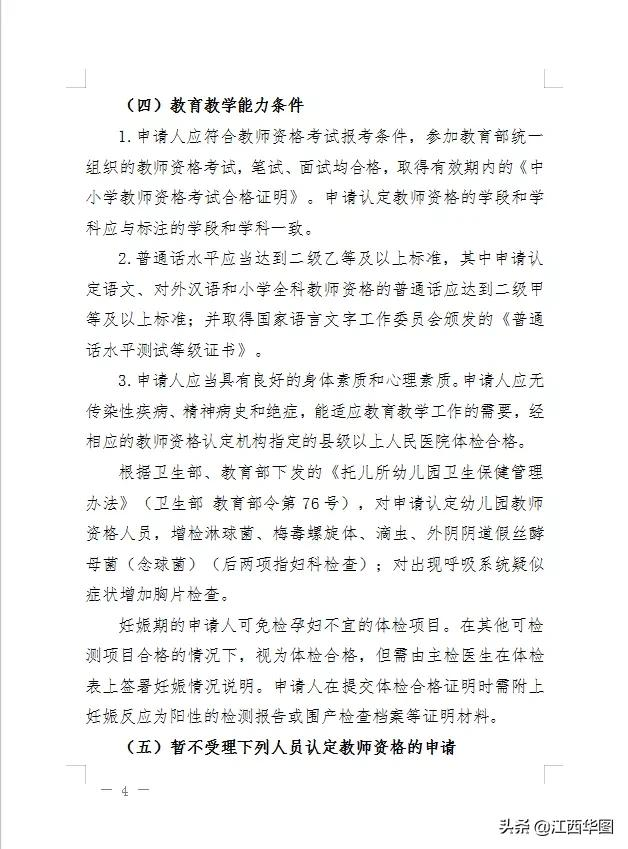 （四）教育教学能力条件
1.申请人应符合教师资格考试报考条件，参加教育部统一
组织的教师资格考试，笔试、面试均合格，取得有效期内的《中
小学教师资格考试合格证明》。申请认定教师资格的学段和学
科应与标注的学段和学科一致。
2.普通话水平应当达到二级乙等及以上标准，其中申请认
定语文、对外汉语和小学全科教师资格的普通话应达到二级甲
等及以上标准；并取得国家语言文字工作委员会颁发的《普通
话水平测试等级证书》。
3.申请人应当具有良好的身体素质和心理素质。申请人应无
传染性疾病、精神病史和绝症，能适应教育教学工作的需要，经
相应的教师资格认定机构指定的县级以上人民医院体检合格。
根据卫生部、教育部下发的《托儿所幼儿园卫生保健管理
办法》（卫生部 教育部令第76号），对申请认定幼儿园教师
资格人员，增检淋球菌、梅毒螺旋体、滴虫、外阴阴道假丝酵
母菌（念球菌）（后两项指妇科检查）；对出现呼吸系统疑似
症状增加胸片检查。
妊娠期的申请人可免检孕妇不宜的体检项目。在其他可检
测项目合格的情况下，视为体检合格，但需由主检医生在体检
表上签署妊娠情况说明。申请人在提交体检合格证明时需附上
妊娠反应为阳性的检测报告或围产检查档案等证明材料。
（五）暂不受理下列人员认定教师资格的申请
— 4 —
头条 @江西华图